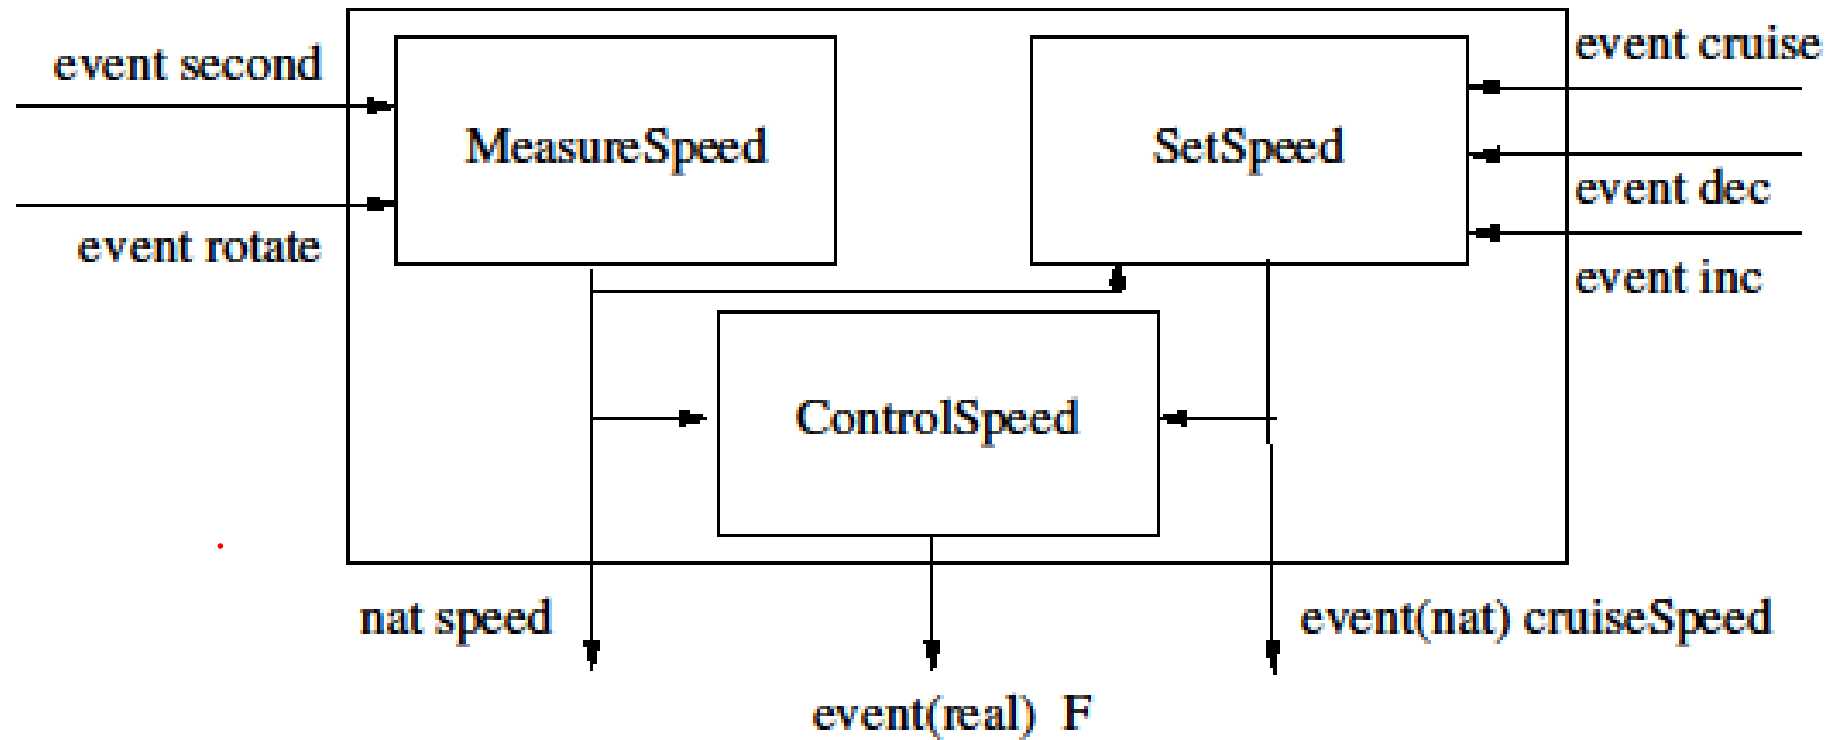 event second
event cruise
MeasureSpeed
SetSpeed
event dec
event rotate
event inc
ControlSpeed
nat speed
event(nat) cruiseSpeed
event(real) F